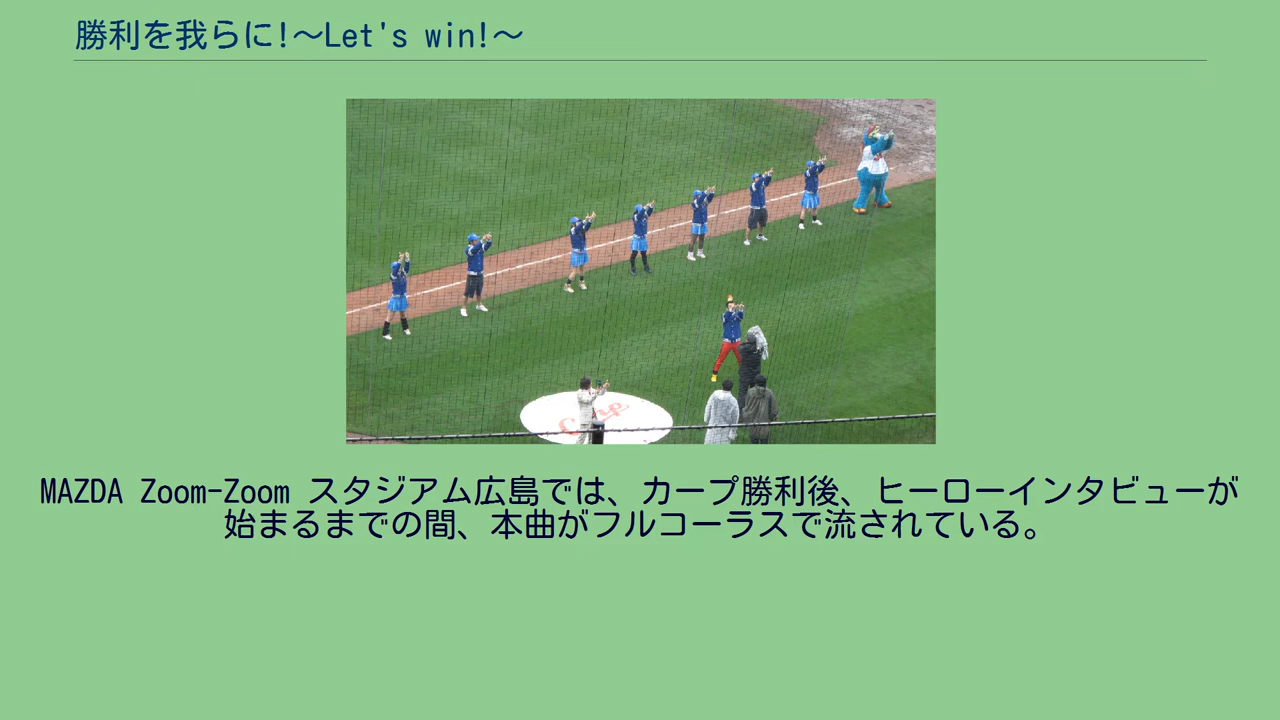 勝利を我らに!～Let's win!～
Carp
MAZDA Zoom-Zoom スタジアム広島では、カープ勝利後、ヒーローインタビューが
始まるまでの間、本曲がフルコーラスで流されている。